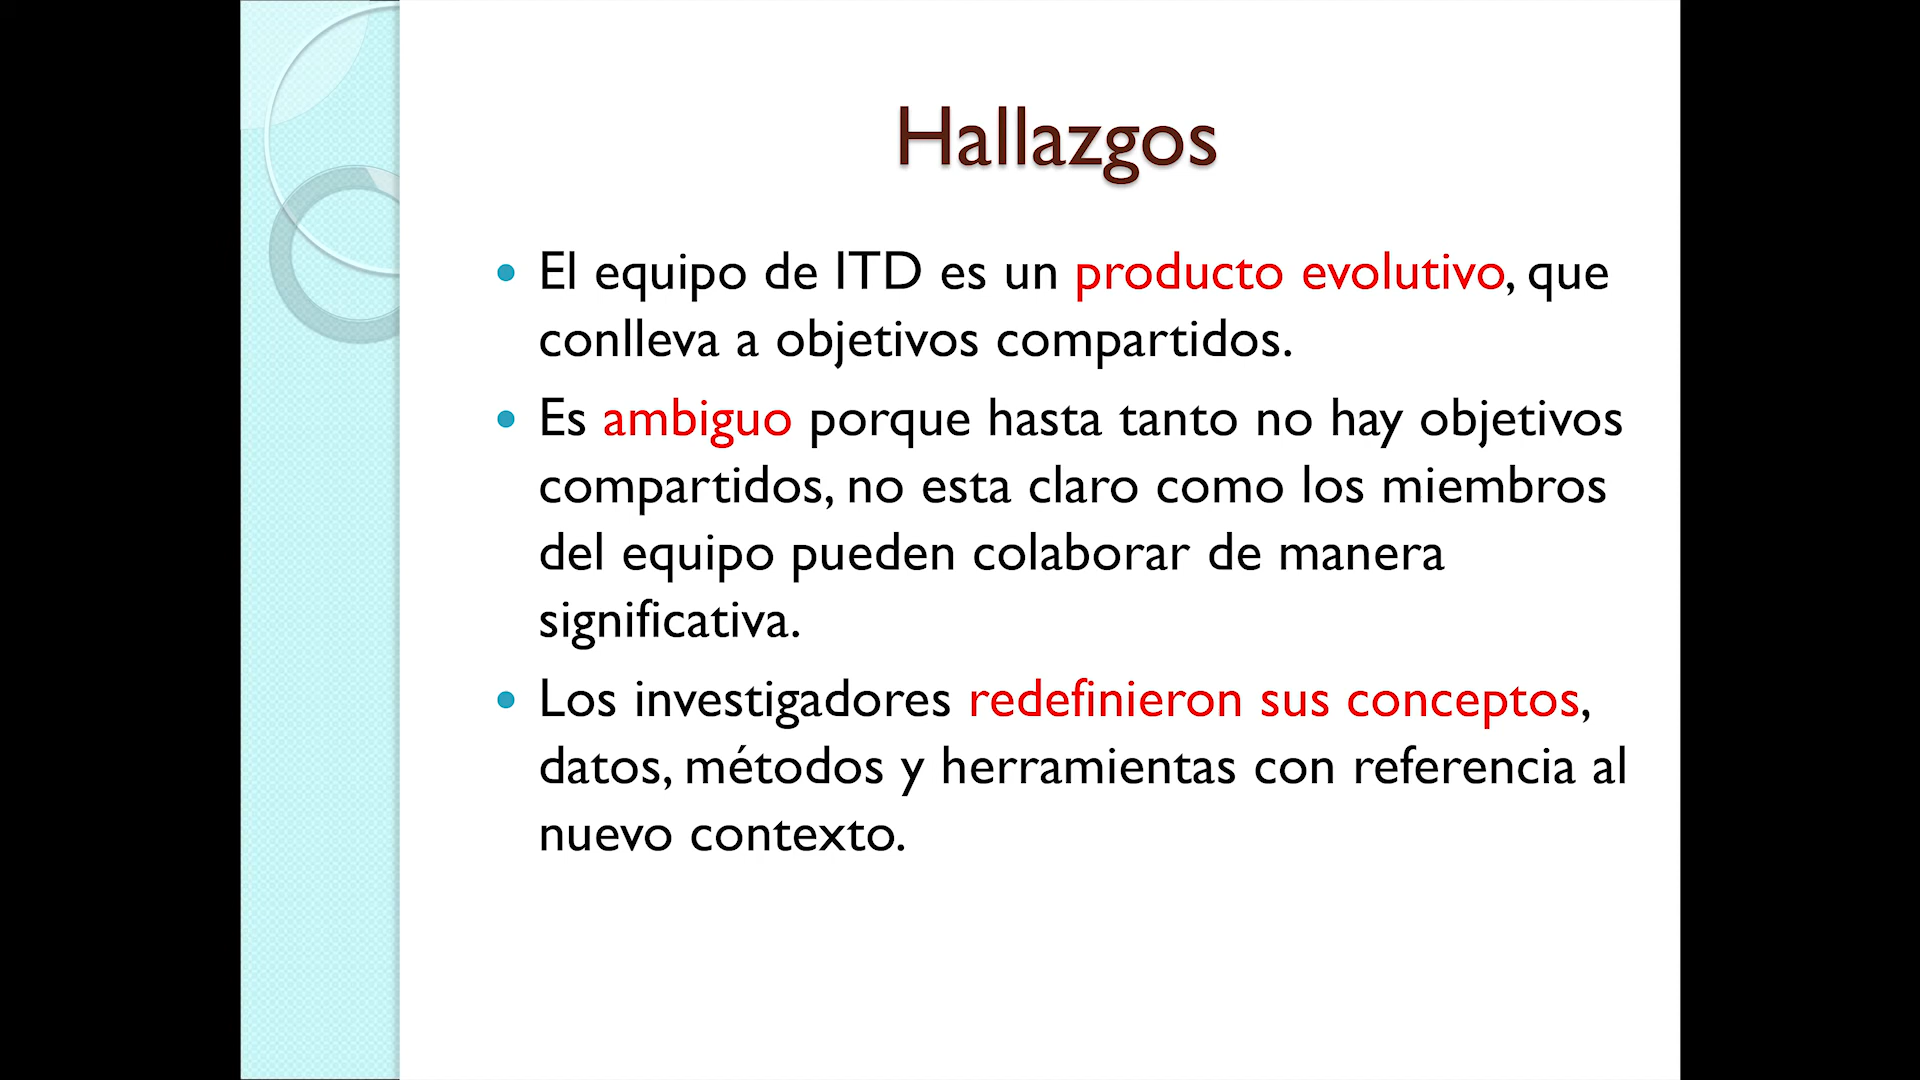 Hallazgos
El equipo de ITD es un producto evolutivo, que
conlleva a objetivos compartidos.
Es ambiguo porque hasta tanto no hay objetivos
compartidos, no esta claro como los miembros
del equipo pueden colaborar de manera
significativa.
Los investigadores redefinieron sus conceptos,
datos, métodos y herramientas con referencia al
nuevo contexto.